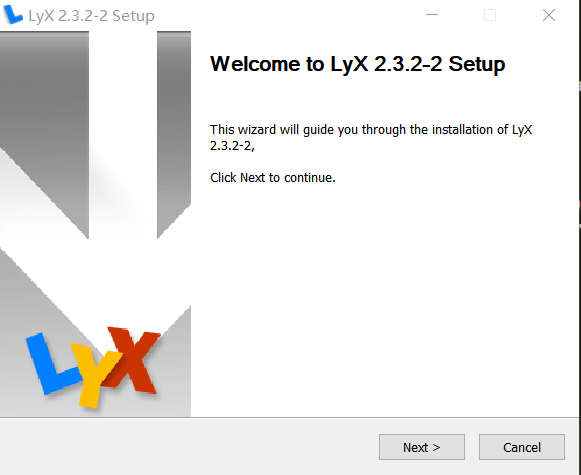 LyX 2.3.2-2 Setup
Welcome to LyX 2.3.2-2 Setup
This wizard will guide you through the installation of LyX
2.3.2-2,
Click Next to continue.
LyX
Next >
Cancel